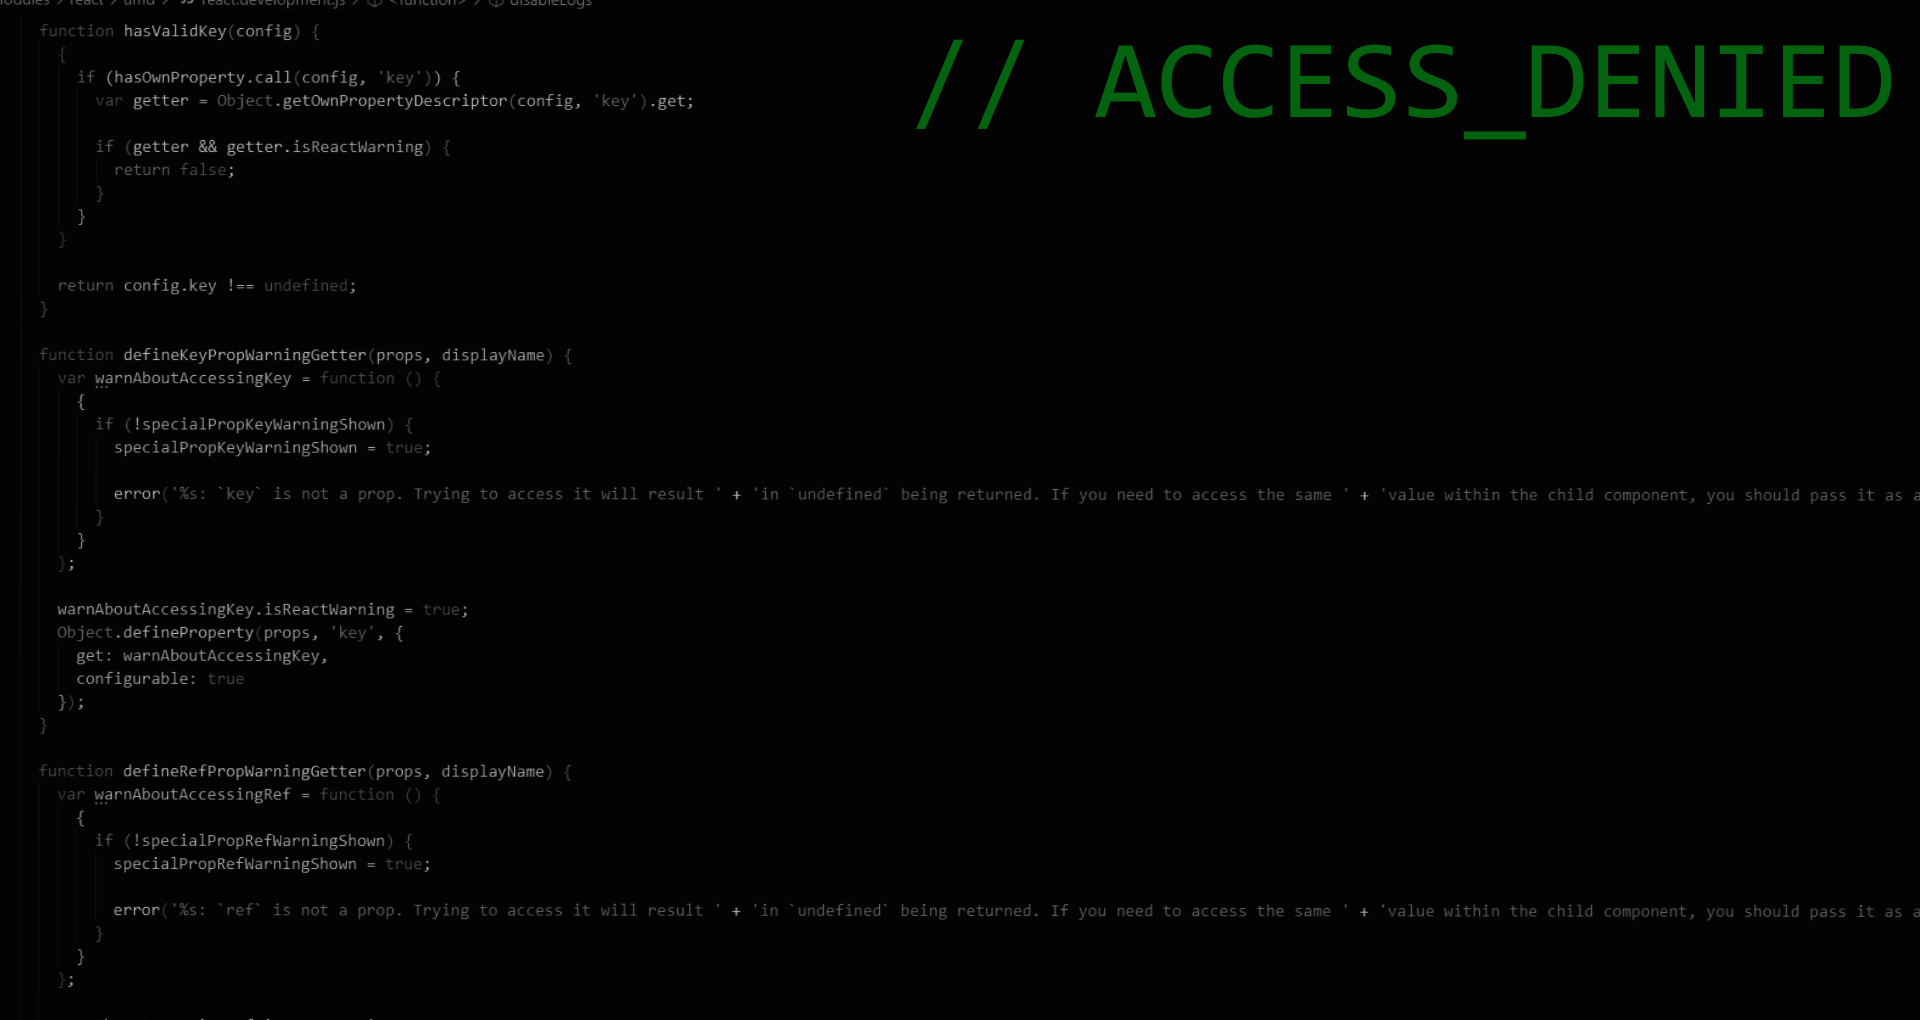 react > umd > JS react.development.js > <function> > disableLogs
// ACCESS_DENIED
function hasValidKey(config) {
{
if (hasOwnProperty.call(config, 'key')) {
var getter = Object.getOwnPropertyDescriptor(config, 'key').get;
if (getter && getter.isReactWarning) {
return false;
}
}
}
return config.key !== undefined;
}
function defineKeyPropWarningGetter(props, displayName) {
var warnAboutAccessingKey = function () {
{
if (!specialPropKeyWarningShown) {
specialPropKeyWarningShown = true;
error('%s: `key` is not a prop. Trying to access it will result ' + 'in `undefined` being returned. If you need to access the same ' + 'value within the child component, you should pass it as a
}
}
};
warnAboutAccessingKey.isReactWarning = true;
Object.defineProperty(props, 'key', {
get: warnAboutAccessingKey,
configurable: true
});
}
function defineRefPropWarningGetter(props, displayName) {
var warnAboutAccessingRef = function () {
{
if (!specialPropRefWarningShown) {
specialPropRefWarningShown = true;
error('%s: `ref` is not a prop. Trying to access it will result ' + 'in `undefined` being returned. If you need to access the same ' + 'value within the child component, you should pass it as a
}
}
};